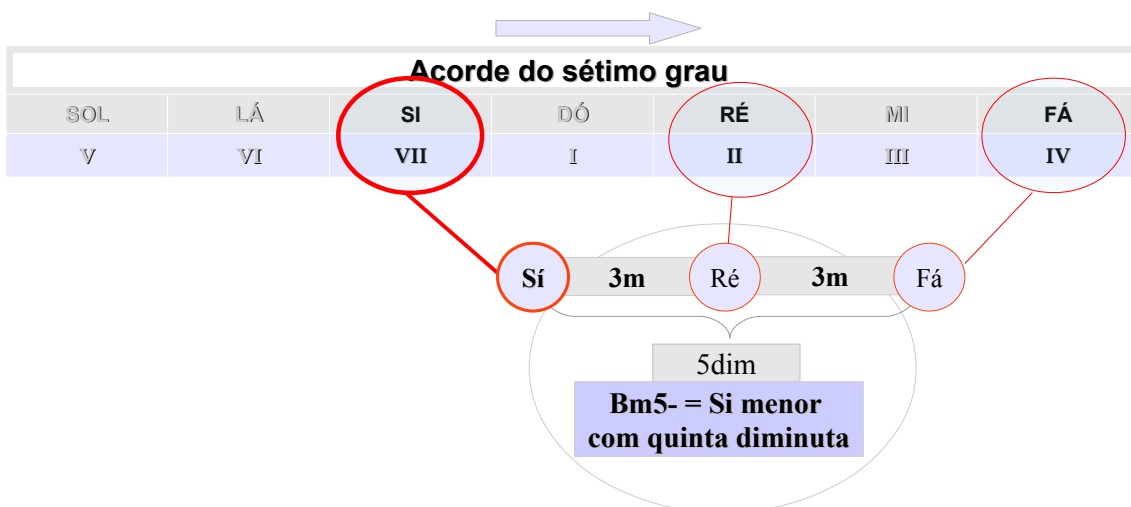 Acorde do sétimo grau
SOL LÁ SI DÓ RÉ MI FÁ
V VI VII I II III IV
Sí 3m Ré 3m Fá
5dim
Bm5- = Si menor
com quinta diminuta